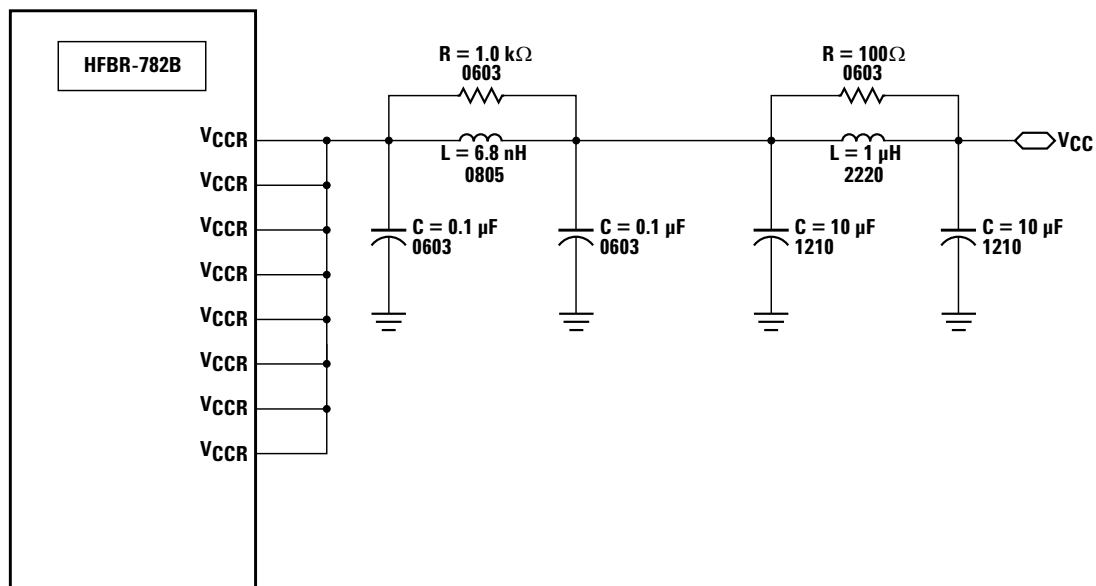 HFBR-782B
R = 1.0 kΩ
0603
R = 100Ω
0603
VCCR
L = 6.8 nH
0805
L = 1 µH
2220
VCC
VCCR
VCCR
C = 0.1 µF
0603
C = 0.1 µF
0603
C = 10 µF
1210
C = 10 µF
1210
VCCR
VCCR
VCCR
VCCR
VCCR